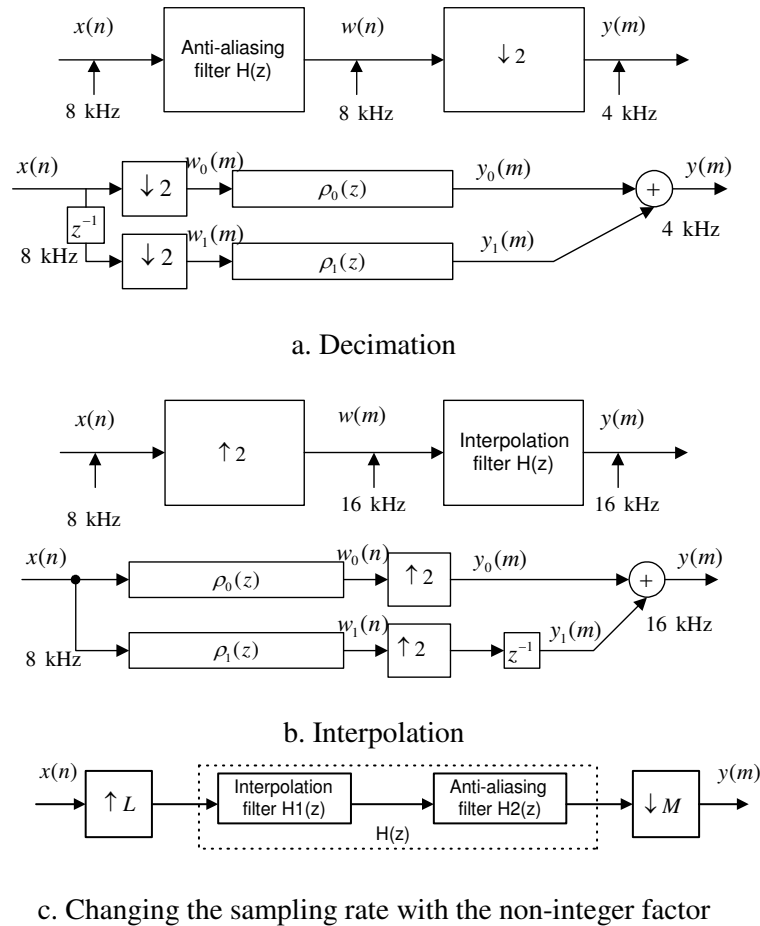 x(n) w(n) y(m)
Anti-aliasing
filter H(z)
↓ 2
8 kHz 8 kHz 4 kHz
x(n) w₀(m) y₀(m) y(m)
↓ 2 ρ₀(z) +
z⁻¹
8 kHz w₁(m) y₁(m) 4 kHz
↓ 2 ρ₁(z)
a. Decimation
x(n) w(m) y(m)
↑ 2
Interpolation
filter H(z)
8 kHz 16 kHz 16 kHz
x(n) w₀(n) y₀(m) y(m)
ρ₀(z) ↑ 2 +
w₁(n) y₁(m) 16 kHz
8 kHz ρ₁(z) ↑ 2 z⁻¹
b. Interpolation
x(n) y(m)
↑ L
Interpolation
filter H1(z)
Anti-aliasing
filter H2(z)
↓ M
H(z)
c. Changing the sampling rate with the non-integer factor